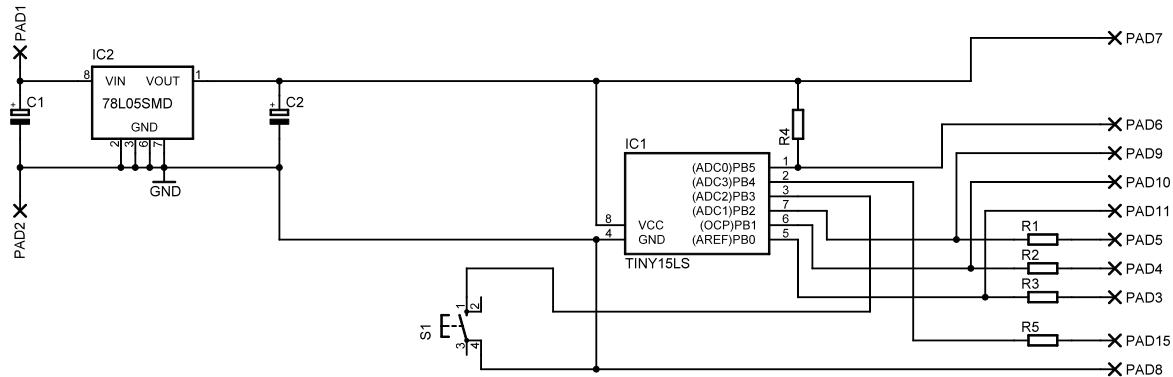 PAD1
IC2
8
VIN
VOUT
1
78L05SMD
GND
2
3
6
7
GND
+
C1
PAD2
+
C2
PAD7
R4
PAD6
PAD9
PAD10
PAD11
IC1
(ADC0)PB5
1
(ADC3)PB4
2
(ADC2)PB3
3
(ADC1)PB2
7
8
VCC
(OCP)PB1
6
4
GND
(AREF)PB0
5
TINY15LS
R1
PAD5
R2
PAD4
R3
PAD3
S1
1
2
3
4
R5
PAD15
PAD8